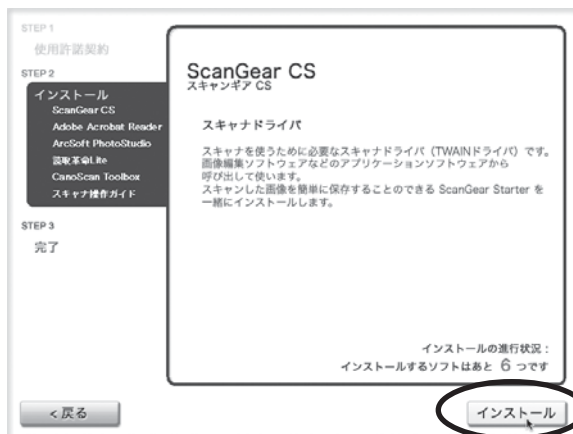 STEP 1
使用許諾契約
STEP 2
インストール
ScanGear CS
Adobe Acrobat Reader
ArcSoft PhotoStudio
読取革命Lite
CanoScan Toolbox
スキャナ操作ガイド
STEP 3
完了
ScanGear CS
スキャンギア CS
スキャナドライバ
スキャナを使うために必要なスキャナドライバ（TWAINドライバ）です。
画像編集ソフトウェアなどのアプリケーションソフトウェアから
呼び出して使います。
スキャンした画像を簡単に保存することのできる ScanGear Starter を
一緒にインストールします。
インストールの進行状況：
インストールするソフトはあと 6 つです
＜戻る
インストール